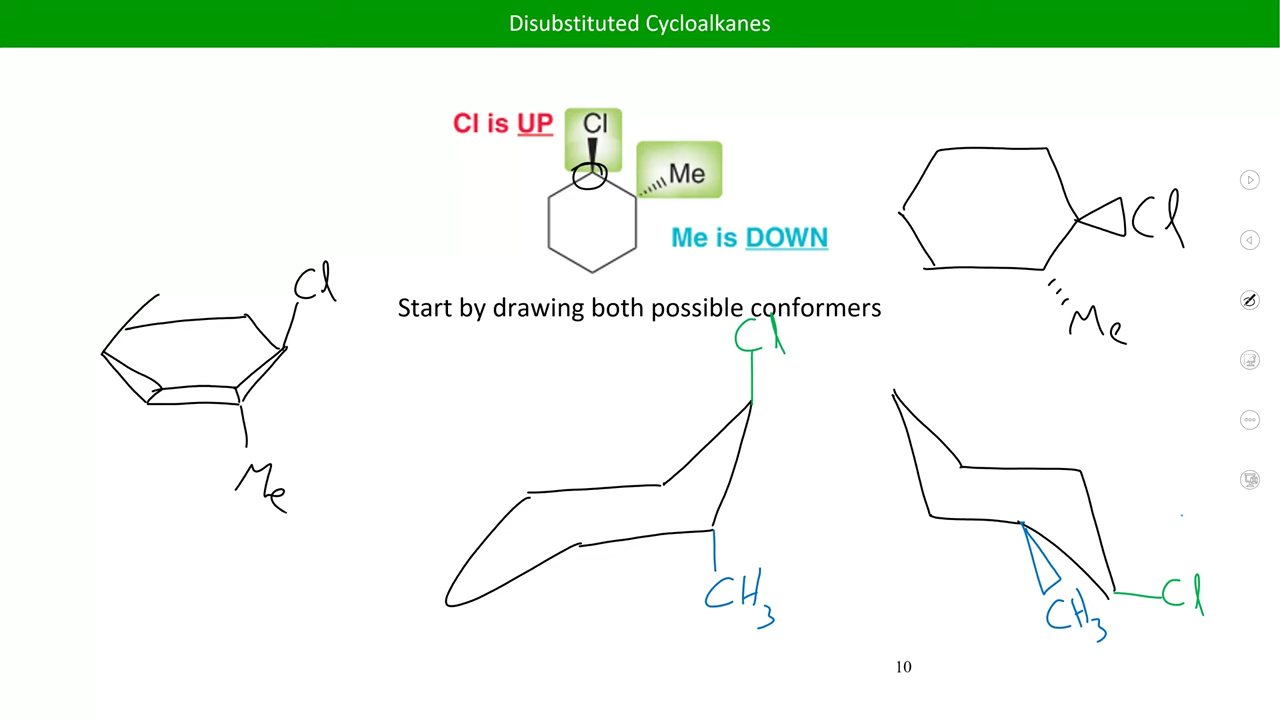 Disubstituted Cycloalkanes
Cl is UP
Cl
Me
Me is DOWN
Cl
Me
Cl
Me
Start by drawing both possible conformers
Cl
CH3
CH3
Cl
10